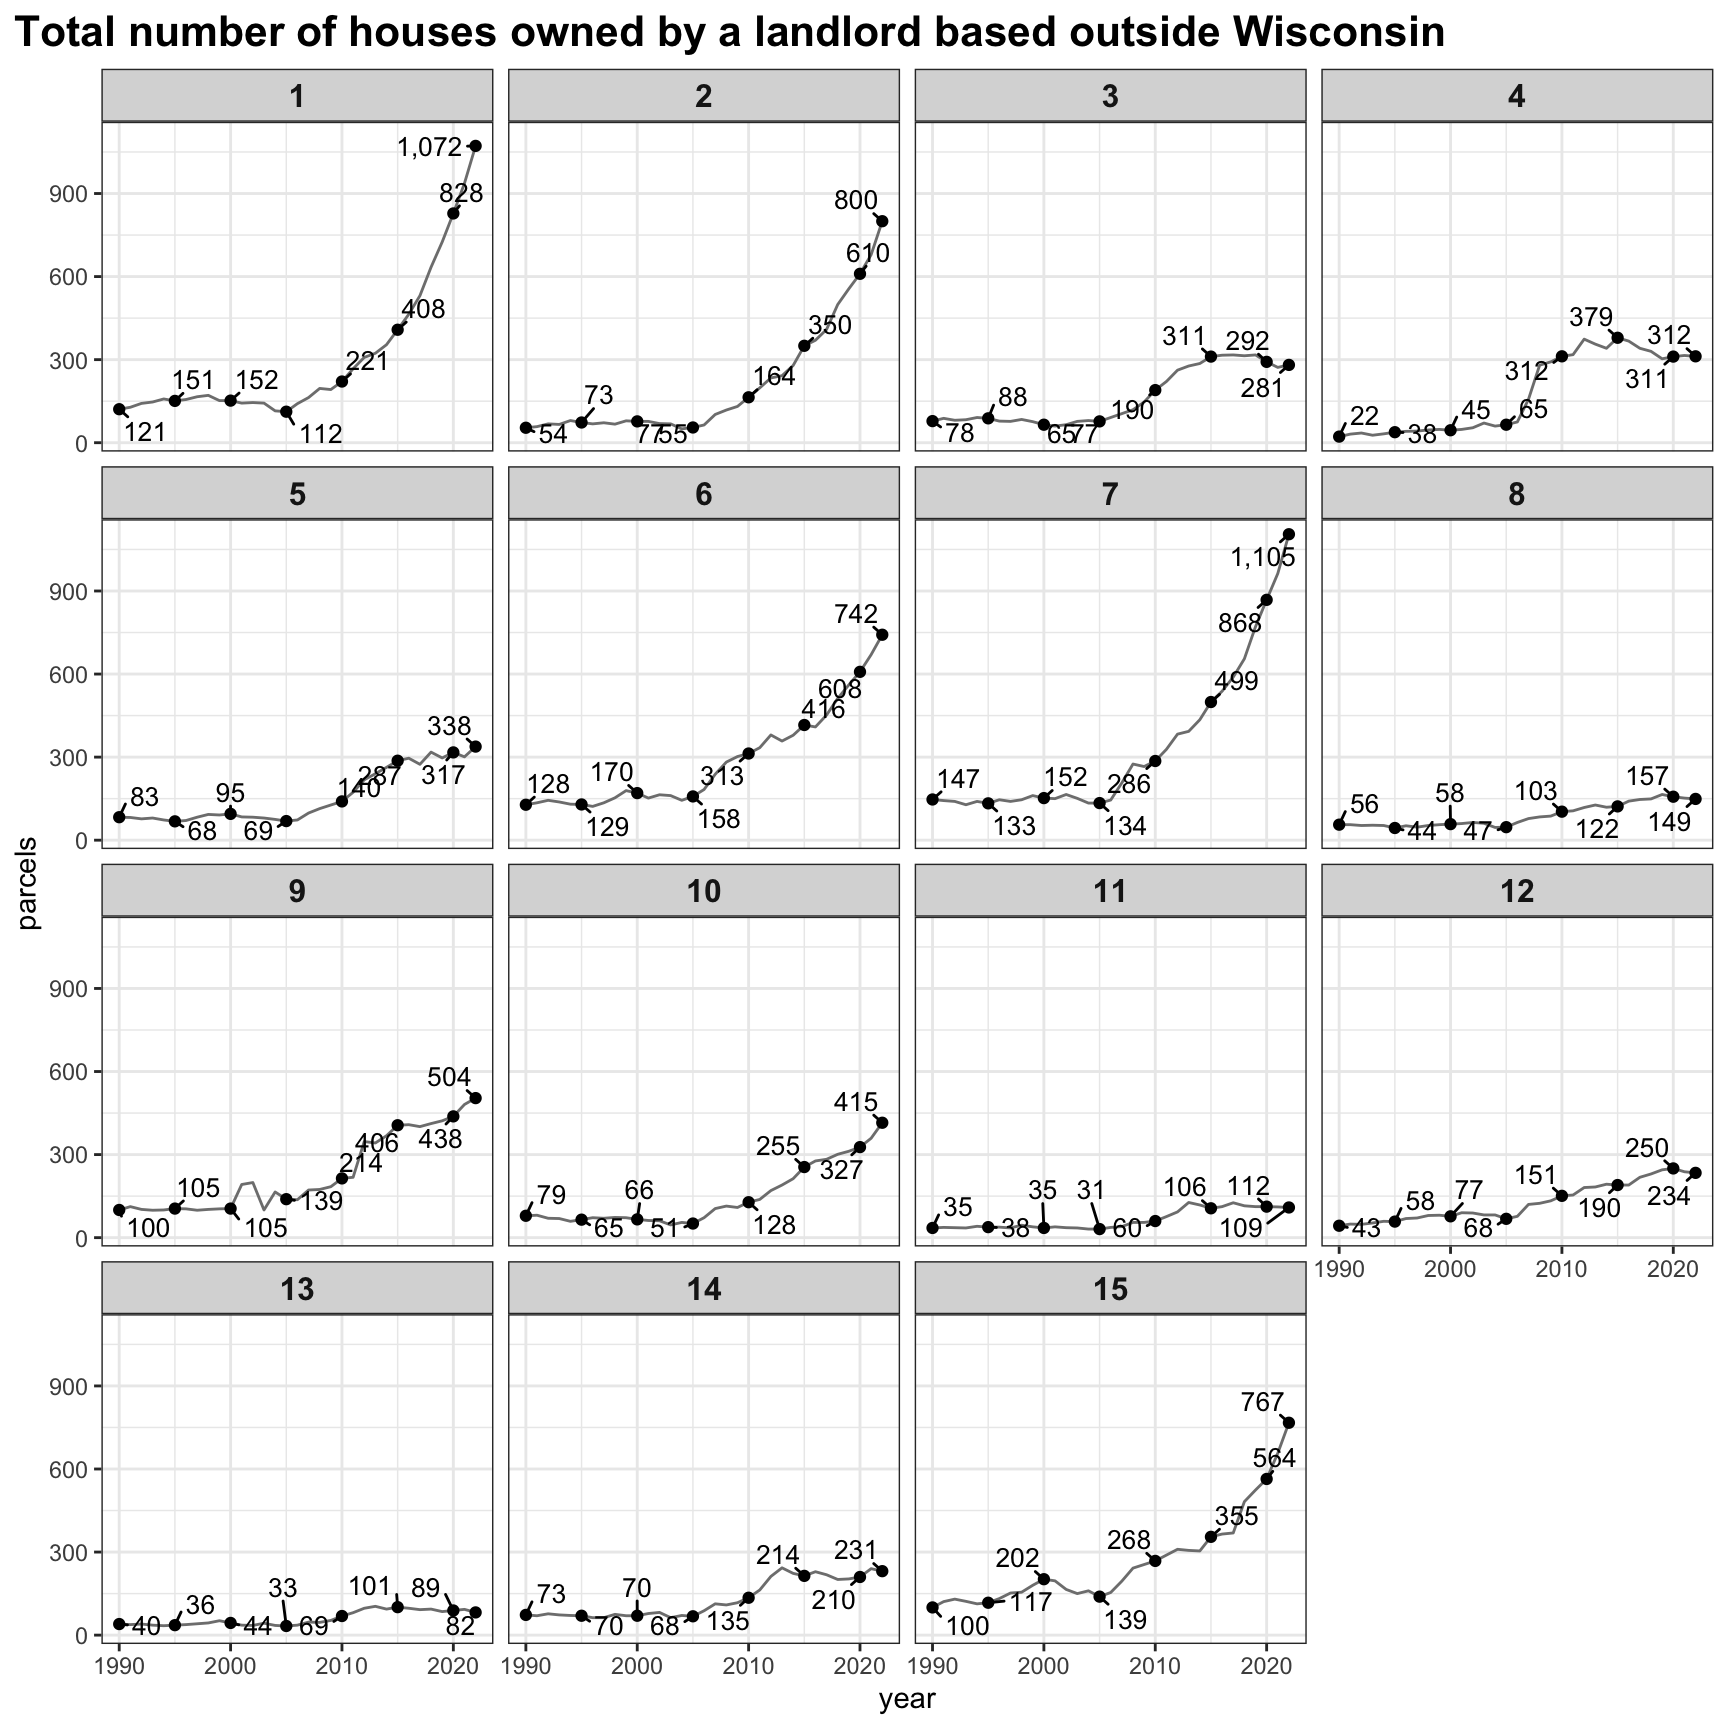 Total number of houses owned by a landlord based outside Wisconsin
1 2 3 4
900
600
300
0
121 151 152 112 221 408 828 1,072
54 73 77 55 164 350 610 800
78 88 65 77 190 311 292 281
22 38 45 65 312 379 311 312
5 6 7 8
900
600
300
0
83 68 95 69 140 287 317 338
128 129 170 158 313 416 608 742
147 133 152 134 286 499 868 1,105
56 44 58 47 103 122 157 149
parcels
9 10 11 12
900
600
300
0
100 105 105 139 214 406 438 504
79 65 66 51 128 255 327 415
35 38 35 31 60 106 112 109
43 58 77 68 151 190 250 234
1990 2000 2010 2020
13 14 15
900
600
300
0
40 36 44 33 69 101 89 82
73 70 70 68 135 214 210 231
100 117 202 139 268 355 564 767
1990 2000 2010 2020 1990 2000 2010 2020 1990 2000 2010 2020
year